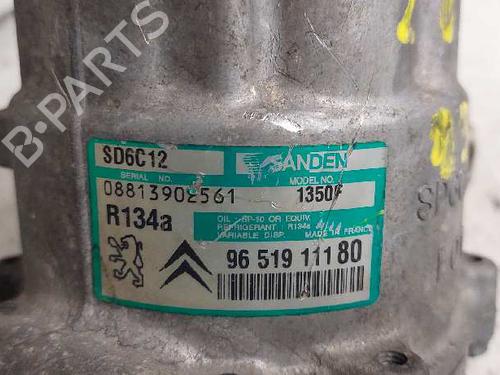 SD6C12 SANDEN
SERIAL NO. MODEL NO.
08813902561 1350F
R134a
OIL :SP-10 OR EQUIV.
REFRIGERANT : R134a
VARIABLE DISP. MADE IN FRANCE
96 519 111 80